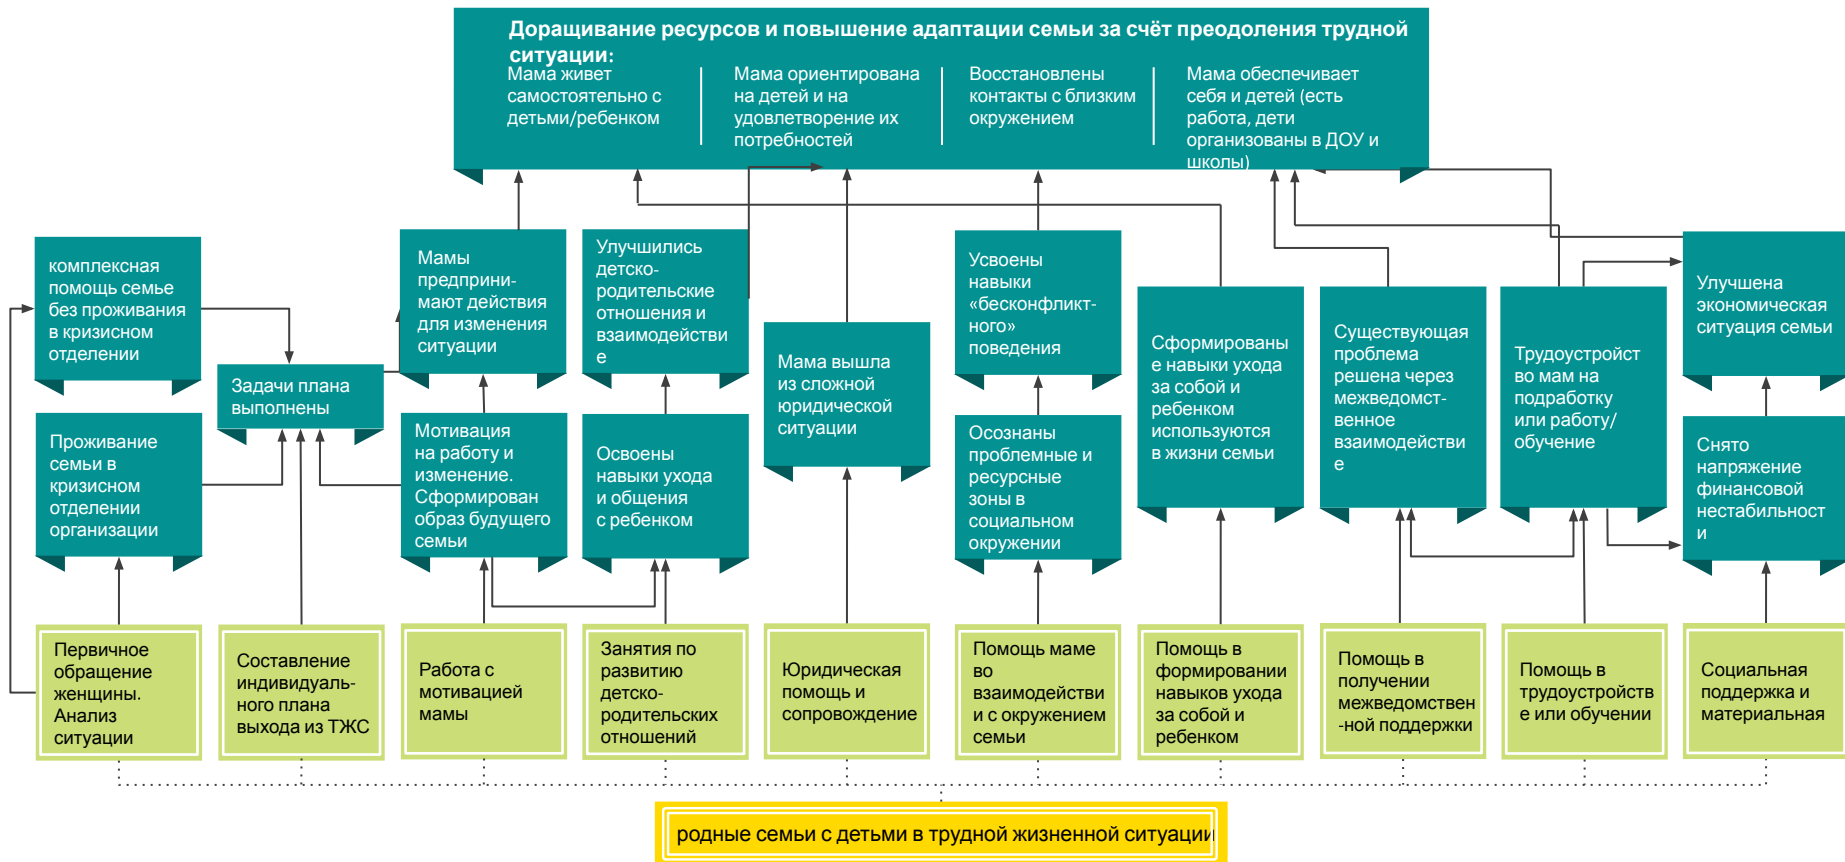 Доращивание ресурсов и повышение адаптации семьи за счёт преодоления трудной
ситуации:
Мама живет
самостоятельно с
детьми/ребенком
Мама ориентирована
на детей и на
удовлетворение их
потребностей
Восстановлены
контакты с близким
окружением
Мама обеспечивает
себя и детей (есть
работа, дети
организованы в ДОУ и
школы)
комплексная
помощь семье
без проживания
в кризисном
отделении
Мамы
предприни-
мают действия
для изменения
ситуации
Улучшились
детско-
родительские
отношения и
взаимодействи
е
Усвоены
навыки
«бесконфликт-
ного»
поведения
Улучшена
экономическая
ситуация семьи
Задачи плана
выполнены
Мама вышла
из сложной
юридической
ситуации
Сформированы
е навыки ухода
за собой и
ребенком
используются
в жизни семьи
Существующая
проблема
решена через
межведомст-
венное
взаимодействи
е
Трудоустройст
во мам на
подработку
или работу/
обучение
Проживание
семьи в
кризисном
отделении
организации
Мотивация
на работу и
изменение.
Сформирован
образ будущего
семьи
Освоены
навыки ухода
и общения
с ребенком
Осознаны
проблемные и
ресурсные
зоны в
социальном
окружении
Снято
напряжение
финансовой
нестабильност
и
Первичное
обращение
женщины.
Анализ
ситуации
Составление
индивидуаль-
ного плана
выхода из ТЖС
Работа с
мотивацией
мамы
Занятия по
развитию
детско-
родительских
отношений
Юридическая
помощь и
сопровождение
Помощь маме
во
взаимодействи
и с окружением
семьи
Помощь в
формировании
навыков ухода
за собой и
ребенком
Помощь в
получении
межведомствен
-ной поддержки
Помощь в
трудоустройств
е или обучении
Социальная
поддержка и
материальная
родные семьи с детьми в трудной жизненной ситуации